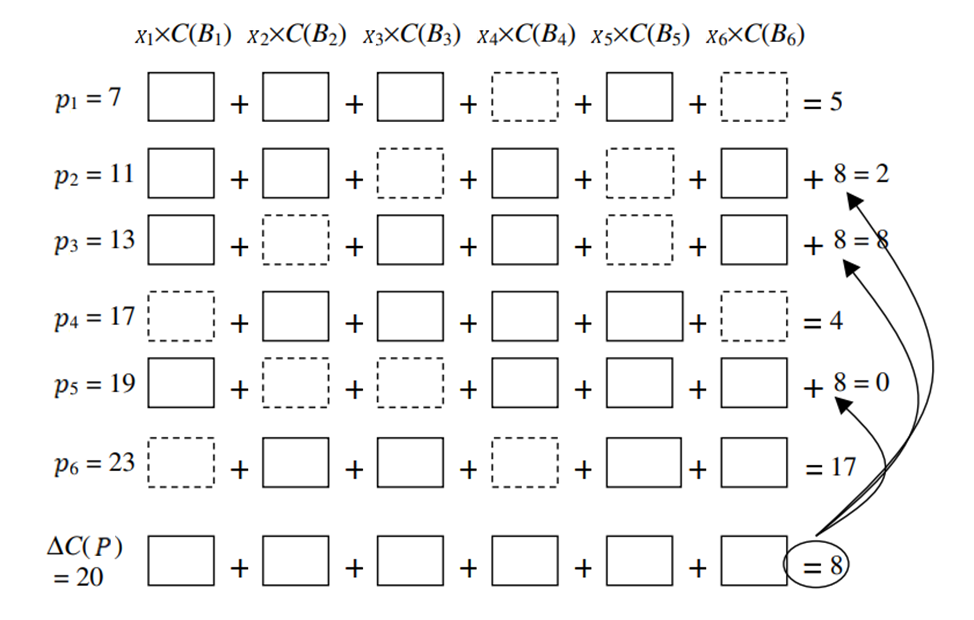 x₁×C(B₁) x₂×C(B₂) x₃×C(B₃) x₄×C(B₄) x₅×C(B₅) x₆×C(B₆)
p₁ = 7 + + + + + = 5
p₂ = 11 + + + + + + 8 = 2
p₃ = 13 + + + + + + 8 = 8
p₄ = 17 + + + + + = 4
p₅ = 19 + + + + + + 8 = 0
p₆ = 23 + + + + + = 17
ΔC(P)
= 20 + + + + + = 8